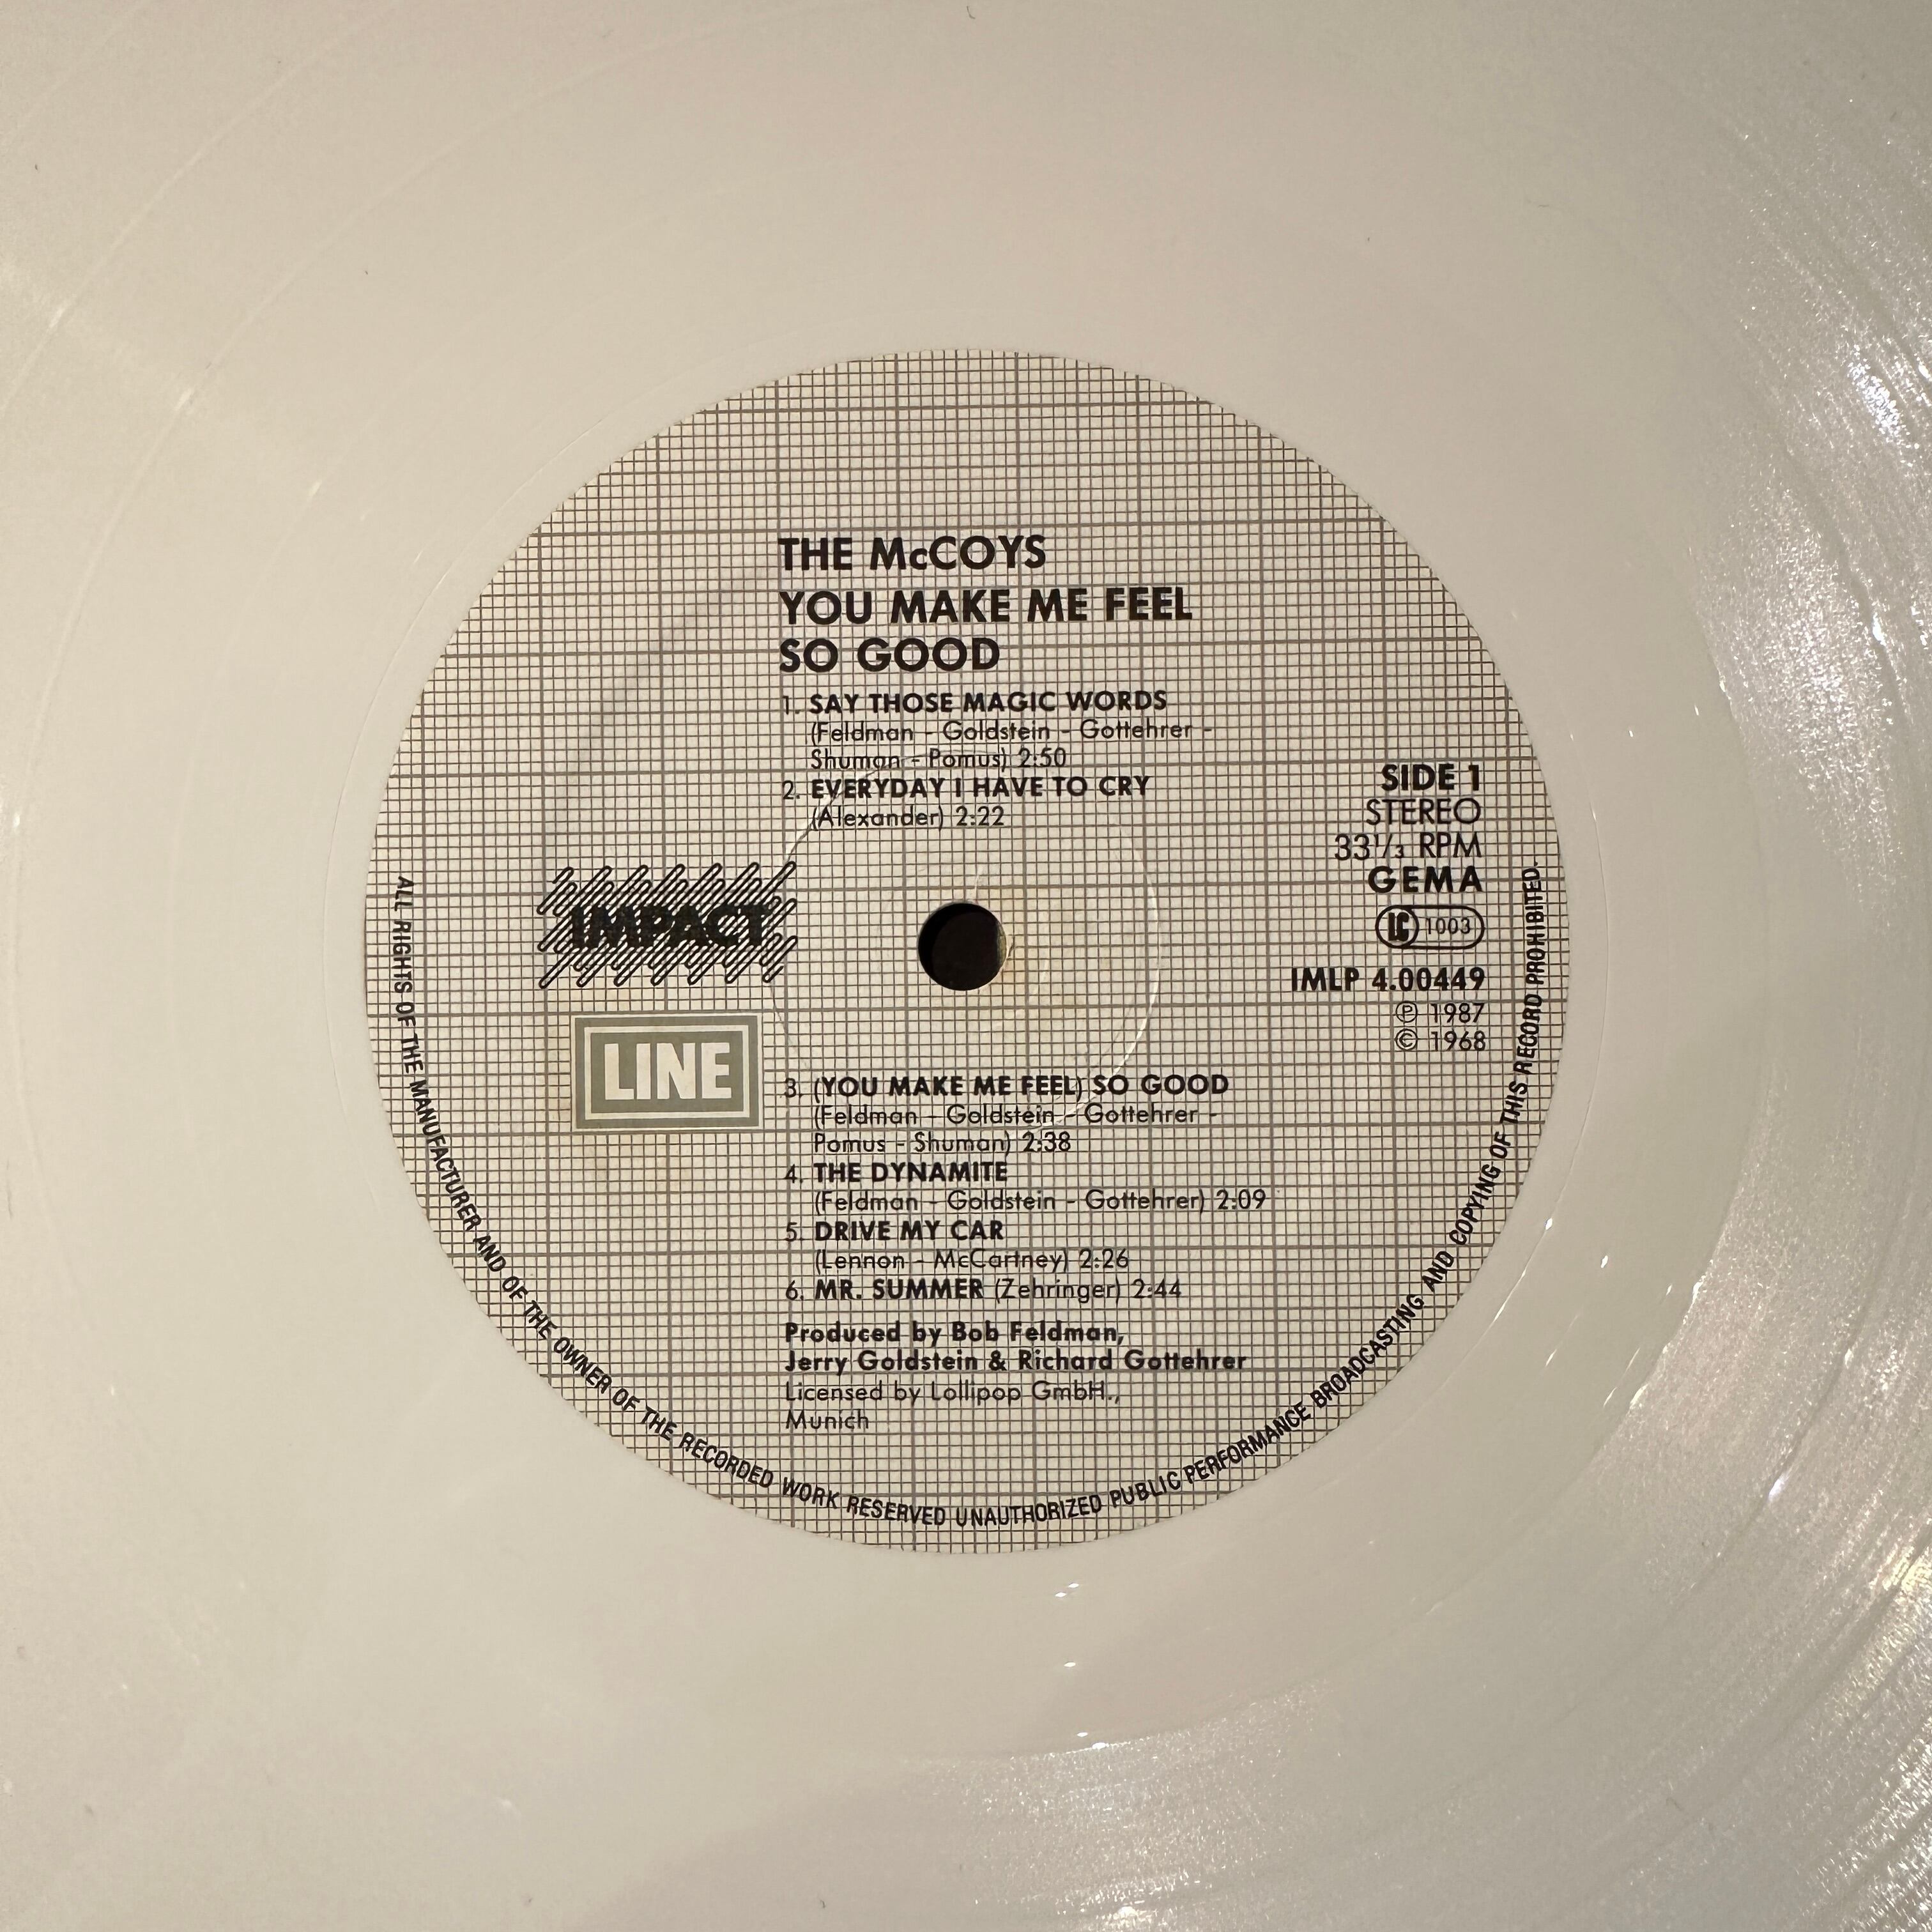 THE McCOYS
YOU MAKE ME FEEL
SO GOOD
1. SAY THOSE MAGIC WORDS
(Feldman - Goldstein - Gottehrer -
Shuman - Pomus) 2:50
2. EVERYDAY I HAVE TO CRY
(Alexander) 2:22
SIDE 1
STEREO
33⅓ RPM
GEMA
LC 1003
IMLP 4.00449
℗ 1987
© 1968
IMPACT
LINE
3. (YOU MAKE ME FEEL) SO GOOD
(Feldman - Goldstein - Gottehrer -
Pomus - Shuman) 2:38
4. THE DYNAMITE
(Feldman - Goldstein - Gottehrer) 2:09
5. DRIVE MY CAR
(Lennon - McCartney) 2:26
6. MR. SUMMER (Zehringer) 2:44
Produced by Bob Feldman,
Jerry Goldstein & Richard Gottehrer
Licensed by Lollipop GmbH.,
Munich
ALL RIGHTS OF THE MANUFACTURER AND OF THE OWNER OF THE RECORDED WORK RESERVED UNAUTHORIZED PUBLIC PERFORMANCE BROADCASTING AND COPYING OF THIS RECORD PROHIBITED.